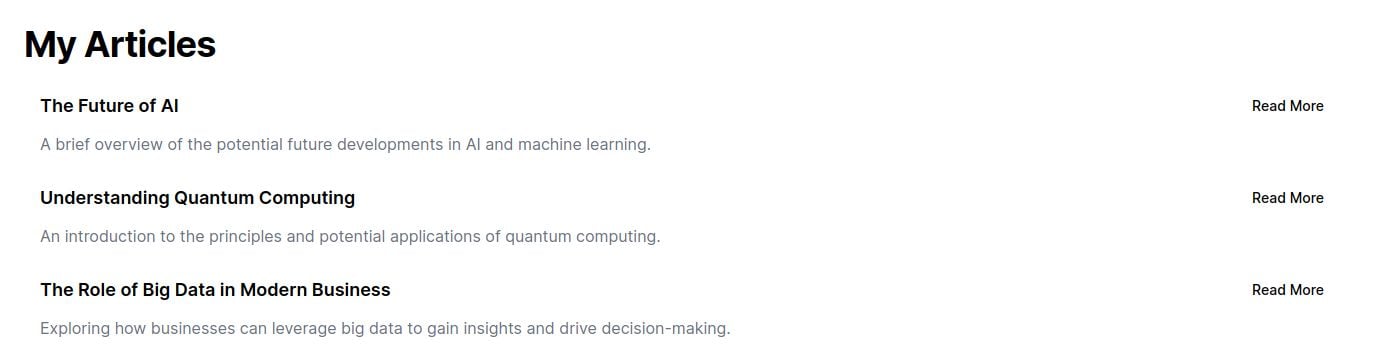 My Articles
The Future of AI
Read More
A brief overview of the potential future developments in AI and machine learning.
Understanding Quantum Computing
Read More
An introduction to the principles and potential applications of quantum computing.
The Role of Big Data in Modern Business
Read More
Exploring how businesses can leverage big data to gain insights and drive decision-making.